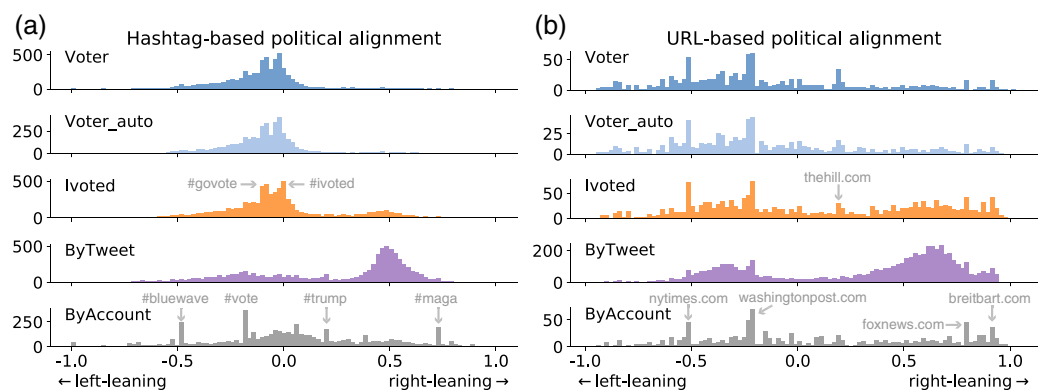 (a)
Hashtag-based political alignment
500
Voter
0
250
Voter_auto
0
500
Ivoted
#govote
#ivoted
0
500
ByTweet
0
250
ByAccount
#bluewave
#vote
#trump
#maga
0
-1.0 -0.5 0.0 0.5 1.0
← left-leaning right-leaning →
(b)
URL-based political alignment
50
Voter
0
25
Voter_auto
0
100
Ivoted
thehill.com
0
200
ByTweet
0
50
ByAccount
nytimes.com
washingtonpost.com
foxnews.com
breitbart.com
0
-1.0 -0.5 0.0 0.5 1.0
← left-leaning right-leaning →